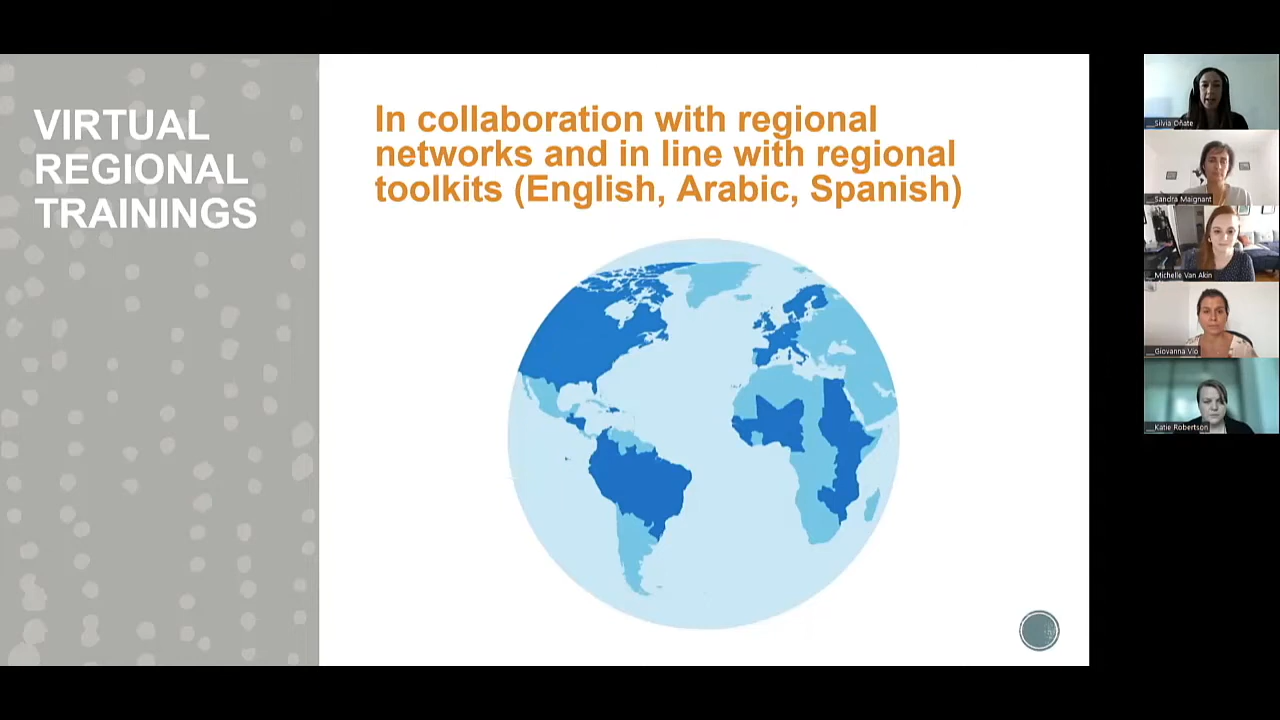 VIRTUAL
REGIONAL
TRAININGS
In collaboration with regional
networks and in line with regional
toolkits (English, Arabic, Spanish)
Silvia Oñate
Sandra Maignant
Michelle Van Akin
Giovanna Vio
Katie Robertson